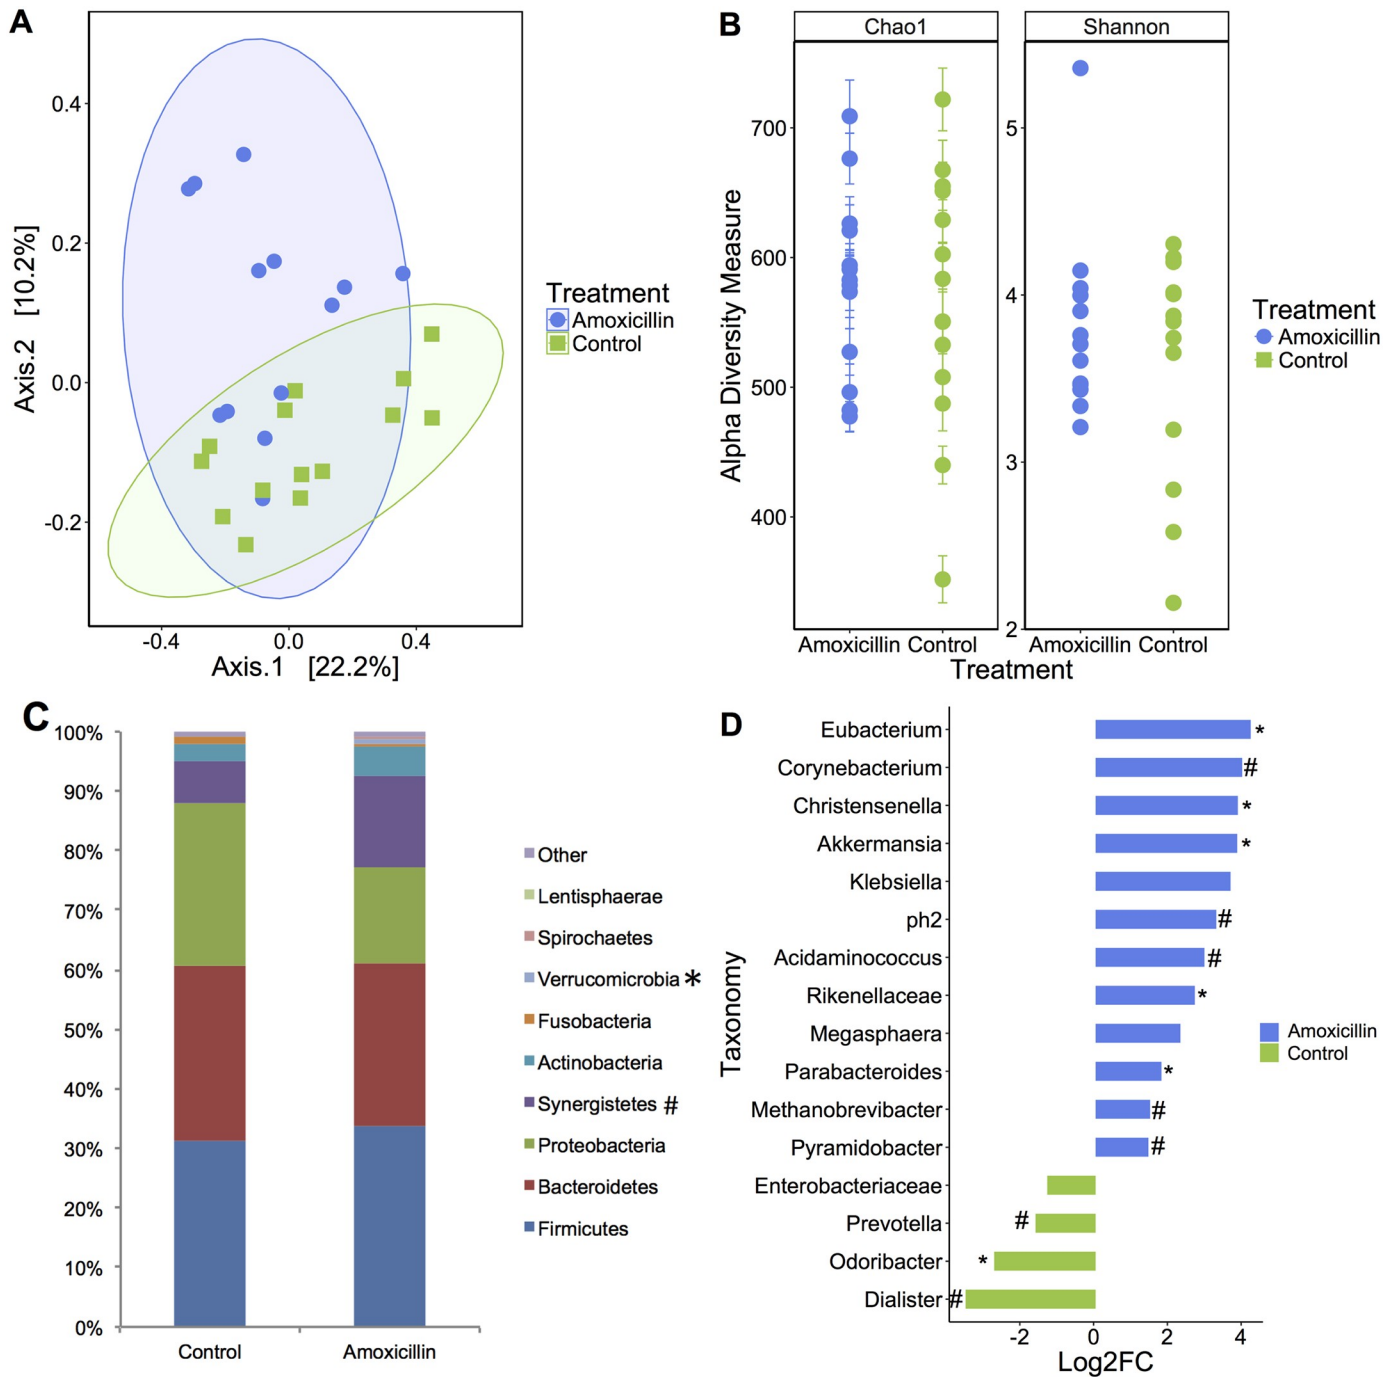 A
0.4
0.2
0.0
-0.2
-0.4
0.0
0.4
Axis.2 [10.2%]
Axis.1 [22.2%]
Treatment
Amoxicillin
Control
B
Chao1
Shannon
700
600
500
400
5
4
3
2
Alpha Diversity Measure
Amoxicillin Control
Amoxicillin Control
Treatment
Treatment
Amoxicillin
Control
C
100%
90%
80%
70%
60%
50%
40%
30%
20%
10%
0%
Control
Amoxicillin
Other
Lentisphaerae
Spirochaetes
Verrucomicrobia *
Fusobacteria
Actinobacteria
Synergistetes #
Proteobacteria
Bacteroidetes
Firmicutes
D
Taxonomy
Eubacterium *
Corynebacterium #
Christensenella *
Akkermansia *
Klebsiella
ph2 #
Acidaminococcus #
Rikenellaceae *
Megasphaera
Parabacteroides *
Methanobrevibacter #
Pyramidobacter #
Enterobacteriaceae
Prevotella #
Odoribacter *
Dialister #
-2
0
2
4
Log2FC
Amoxicillin
Control